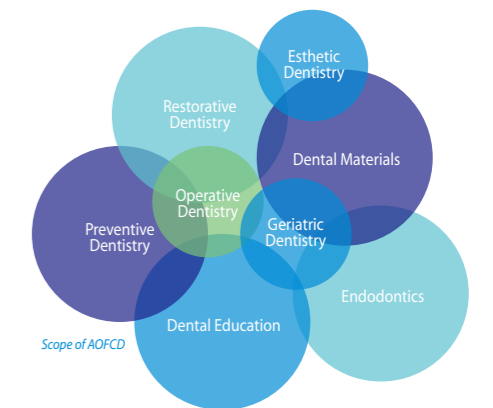 Esthetic
Dentistry
Restorative
Dentistry
Dental Materials
Operative
Dentistry
Preventive
Dentistry
Geriatric
Dentistry
Endodontics
Dental Education
Scope of AOFCD